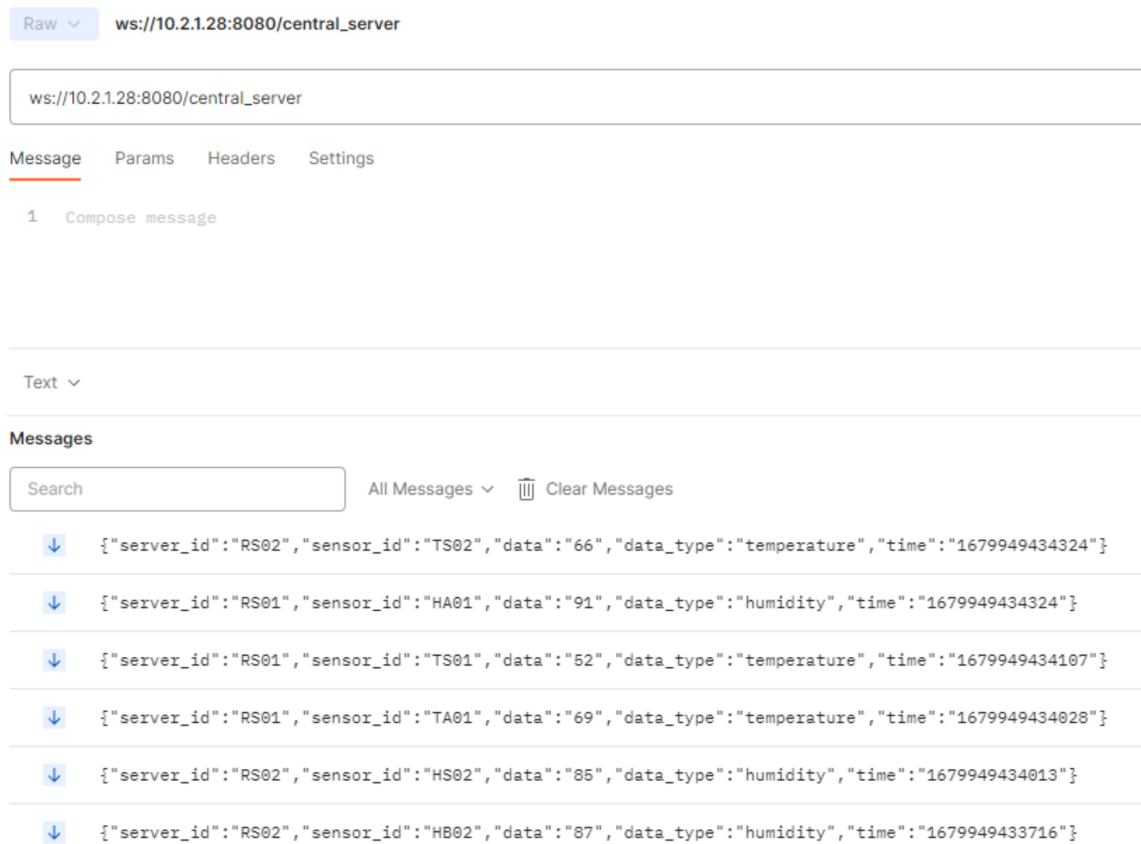 Raw ws://10.2.1.28:8080/central_server
ws://10.2.1.28:8080/central_server
Message Params Headers Settings
1 Compose message
Text
Messages
Search All Messages Clear Messages
{"server_id":"RS02","sensor_id":"TS02","data":"66","data_type":"temperature","time":"1679949434324"}
{"server_id":"RS01","sensor_id":"HA01","data":"91","data_type":"humidity","time":"1679949434324"}
{"server_id":"RS01","sensor_id":"TS01","data":"52","data_type":"temperature","time":"1679949434107"}
{"server_id":"RS01","sensor_id":"TA01","data":"69","data_type":"temperature","time":"1679949434028"}
{"server_id":"RS02","sensor_id":"HS02","data":"85","data_type":"humidity","time":"1679949434013"}
{"server_id":"RS02","sensor_id":"HB02","data":"87","data_type":"humidity","time":"1679949433716"}